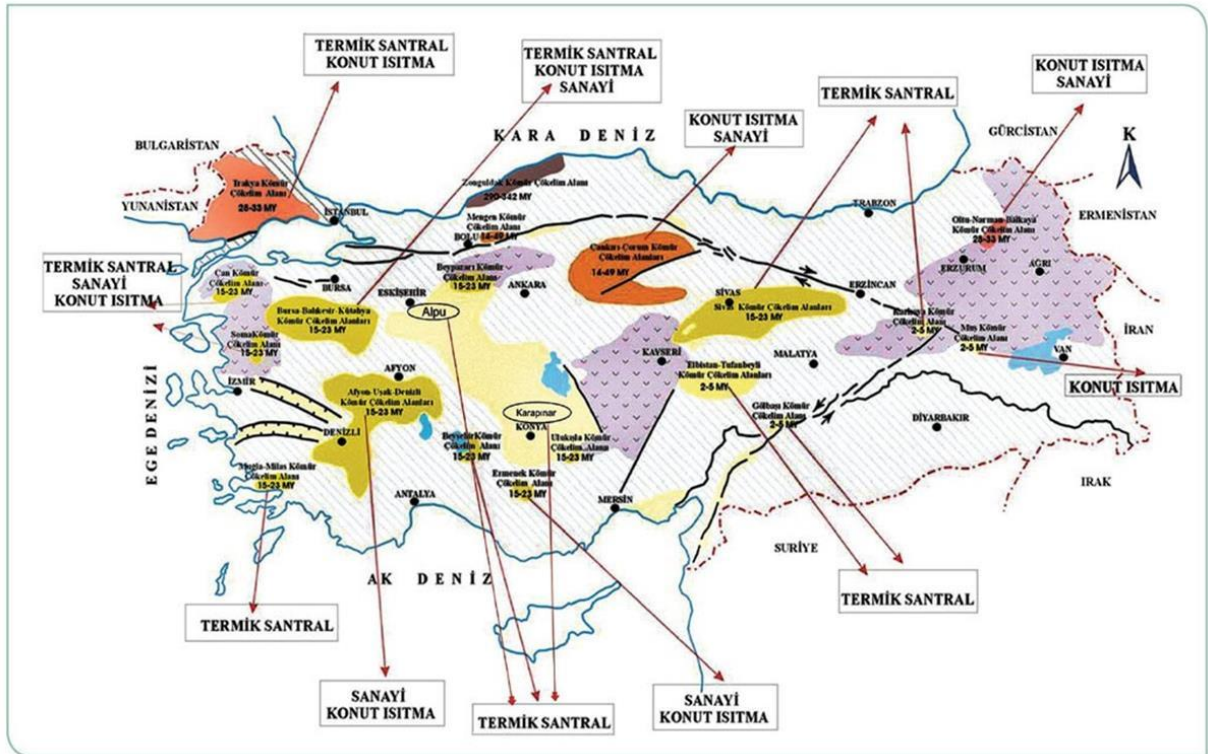 TERMİK SANTRAL
KONUT ISITMA
TERMİK SANTRAL
KONUT ISITMA
SANAYİ
KONUT ISITMA
SANAYİ
TERMİK SANTRAL
KONUT ISITMA
SANAYİ
BULGARİSTAN
KARA DENİZ
GÜRCİSTAN
K
YUNANİSTAN
Trakya Kömür
Çökelim Alanı
28-33 MY
İSTANBUL
Zonguldak Kömür Çökelim Alanı
290-342 MY
Mengen Kömür
Çökelim Alanı
BOLU 14-49 MY
Çankırı-Çorum Kömür
Çökelim Alanları
14-49 MY
TRABZON
ERMENİSTAN
Oltu-Narman-Balkaya
Kömür Çökelim Alanı
28-33 MY
ERZURUM
AĞRI
TERMİK SANTRAL
SANAYİ
KONUT ISITMA
Çan Kömür
Çökelim Alanı
15-23 MY
BURSA
ESKİŞEHİR
Beypazarı Kömür
Çökelim Alanı
15-23 MY
ANKARA
Alpu
Bursa-Balıkesir-Kütahya
Kömür Çökelim Alanları
15-23 MY
SİVAS
Sivas Kömür Çökelim Alanları
15-23 MY
ERZİNCAN
Kömür
Çökelim Alanı
2-5 MY
Muş Kömür
Çökelim Alanı
2-5 MY
İRAN
VAN
Soma Kömür
Çökelim Alanı
15-23 MY
KAYSERİ
Elbistan-Tufanbeyli
Kömür Çökelim Alanları
2-5 MY
MALATYA
KONUT ISITMA
EGE DENİZİ
İZMİR
AFYON
Afyon-Uşak-Denizli
Kömür Çökelim Alanları
15-23 MY
Karapınar
KONYA
Gölbaşı Kömür
Çökelim Alanı
2-5 MY
DİYARBAKIR
DENİZLİ
Beyşehir Kömür
Çökelim Alanı
15-23 MY
Ulukışla Kömür
Çökelim Alanı
15-23 MY
Muğla-Milas Kömür
Çökelim Alanı
15-23 MY
Ermenek Kömür
Çökelim Alanı
15-23 MY
ANTALYA
MERSİN
IRAK
SURİYE
AK DENİZ
TERMİK SANTRAL
TERMİK SANTRAL
SANAYİ
KONUT ISITMA
TERMİK SANTRAL
SANAYİ
KONUT ISITMA